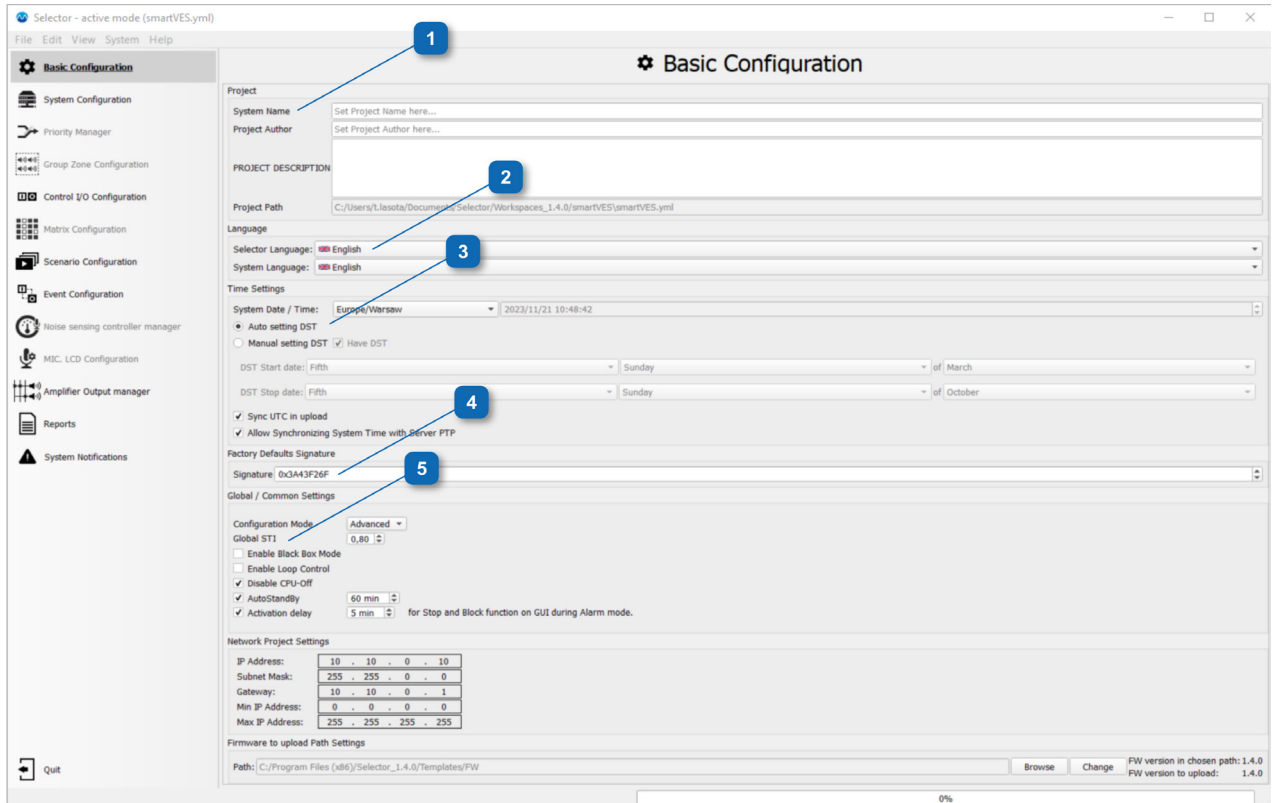 Selector - active mode (smartVES.yml)
File Edit View System Help
1
Basic Configuration
System Configuration
Priority Manager
Group Zone Configuration
Control I/O Configuration
Matrix Configuration
Scenario Configuration
Event Configuration
Noise sensing controller manager
MIC. LCD Configuration
Amplifier Output manager
Reports
System Notifications
Quit
Basic Configuration
Project
System Name Set Project Name here...
Project Author Set Project Author here...
PROJECT DESCRIPTION
2
Project Path C:/Users/t.lasota/Documents/Selector/Workspaces_1.4.0/smartVES\smartVES.yml
Language
Selector Language: English
3
System Language: English
Time Settings
System Date / Time: Europe/Warsaw 2023/11/21 10:48:42
Auto setting DST
Manual setting DST Have DST
DST Start date: Fifth Sunday of March
DST Stop date: Fifth Sunday of October
4
Sync UTC in upload
Allow Synchronizing System Time with Server PTP
Factory Defaults Signature
5
Signature 0x3A43F26F
Global / Common Settings
Configuration Mode Advanced
Global STI 0,80
Enable Black Box Mode
Enable Loop Control
Disable CPU-Off
AutoStandBy 60 min
Activation delay 5 min for Stop and Block function on GUI during Alarm mode.
Network Project Settings
IP Address: 10 . 10 . 0 . 10
Subnet Mask: 255 . 255 . 0 . 0
Gateway: 10 . 10 . 0 . 1
Min IP Address: 0 . 0 . 0 . 0
Max IP Address: 255 . 255 . 255 . 255
Firmware to upload Path Settings
Path: C:/Program Files (x86)/Selector_1.4.0/Templates/FW Browse Change
FW version in chosen path: 1.4.0
FW version to upload: 1.4.0
0%